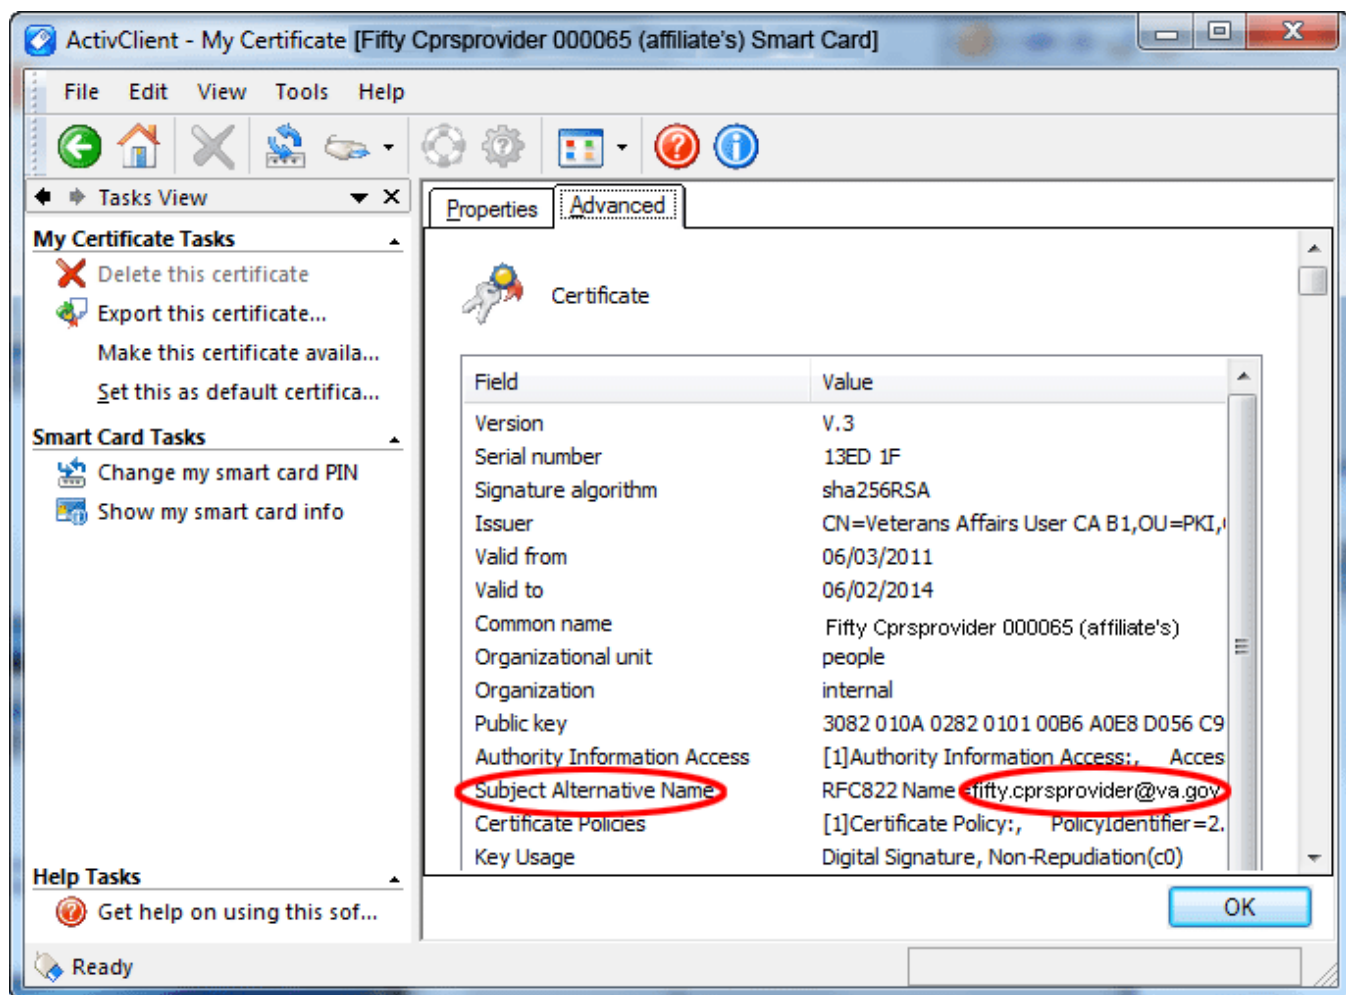 ActivClient - My Certificate [Fifty Cprsprovider 000065 (affiliate's) Smart Card]
File Edit View Tools Help
Tasks View
My Certificate Tasks
Delete this certificate
Export this certificate...
Make this certificate availa...
Set this as default certifica...
Smart Card Tasks
Change my smart card PIN
Show my smart card info
Help Tasks
Get help on using this sof...
Properties Advanced
Certificate
Field Value
Version V.3
Serial number 13ED 1F
Signature algorithm sha256RSA
Issuer CN=Veterans Affairs User CA B1,OU=PKI,
Valid from 06/03/2011
Valid to 06/02/2014
Common name Fifty Cprsprovider 000065 (affiliate's)
Organizational unit people
Organization internal
Public key 3082 010A 0282 0101 00B6 A0E8 D056 C9
Authority Information Access [1]Authority Information Access:, Acces
Subject Alternative Name RFC822 Name =fifty.cprsprovider@va.gov
Certificate Policies [1]Certificate Policy:, PolicyIdentifier=2.
Key Usage Digital Signature, Non-Repudiation(c0)
OK
Ready